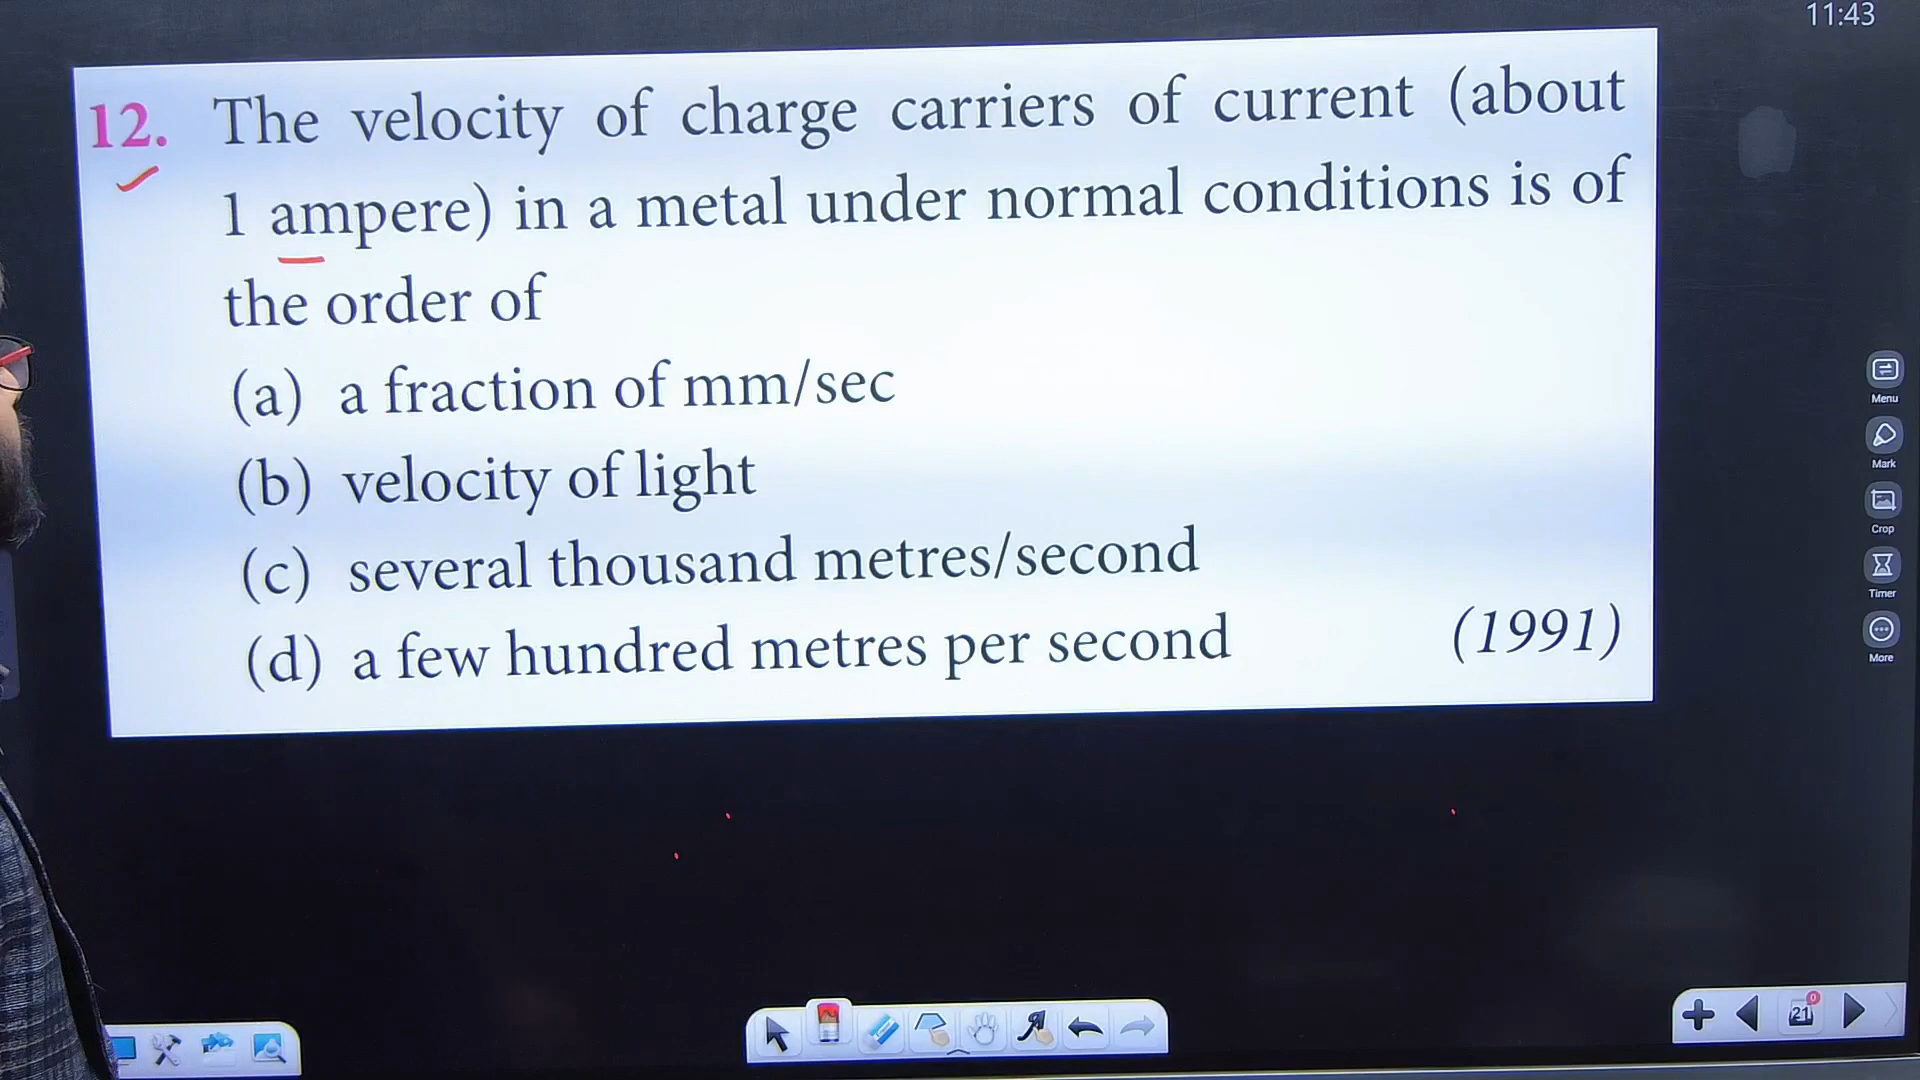 11:43
12. The velocity of charge carriers of current (about
1 ampere) in a metal under normal conditions is of
the order of
(a) a fraction of mm/sec
(b) velocity of light
(c) several thousand metres/second
(d) a few hundred metres per second (1991)
Menu
Mark
Crop
Timer
More
0
21